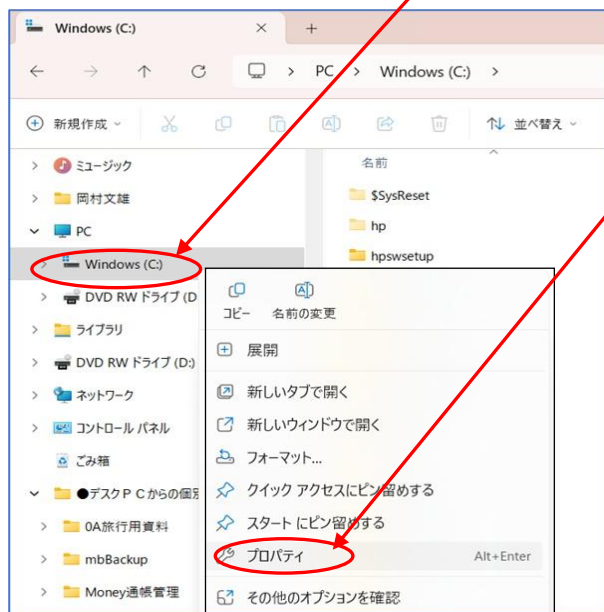 Windows (C:)
PC > Windows (C:) >
新規作成
並べ替え
名前
ミュージック
岡村文雄
PC
Windows (C:)
DVD RW ドライブ (D
ライブラリ
DVD RW ドライブ (D:)
ネットワーク
コントロール パネル
ごみ箱
●デスクPCからの個別
0A旅行用資料
mbBackup
Money通帳管理
$SysReset
hp
hpswsetup
コピー 名前の変更
展開
新しいタブで開く
新しいウィンドウで開く
フォーマット...
クイック アクセスにピン留めする
スタート にピン留めする
プロパティ Alt+Enter
その他のオプションを確認